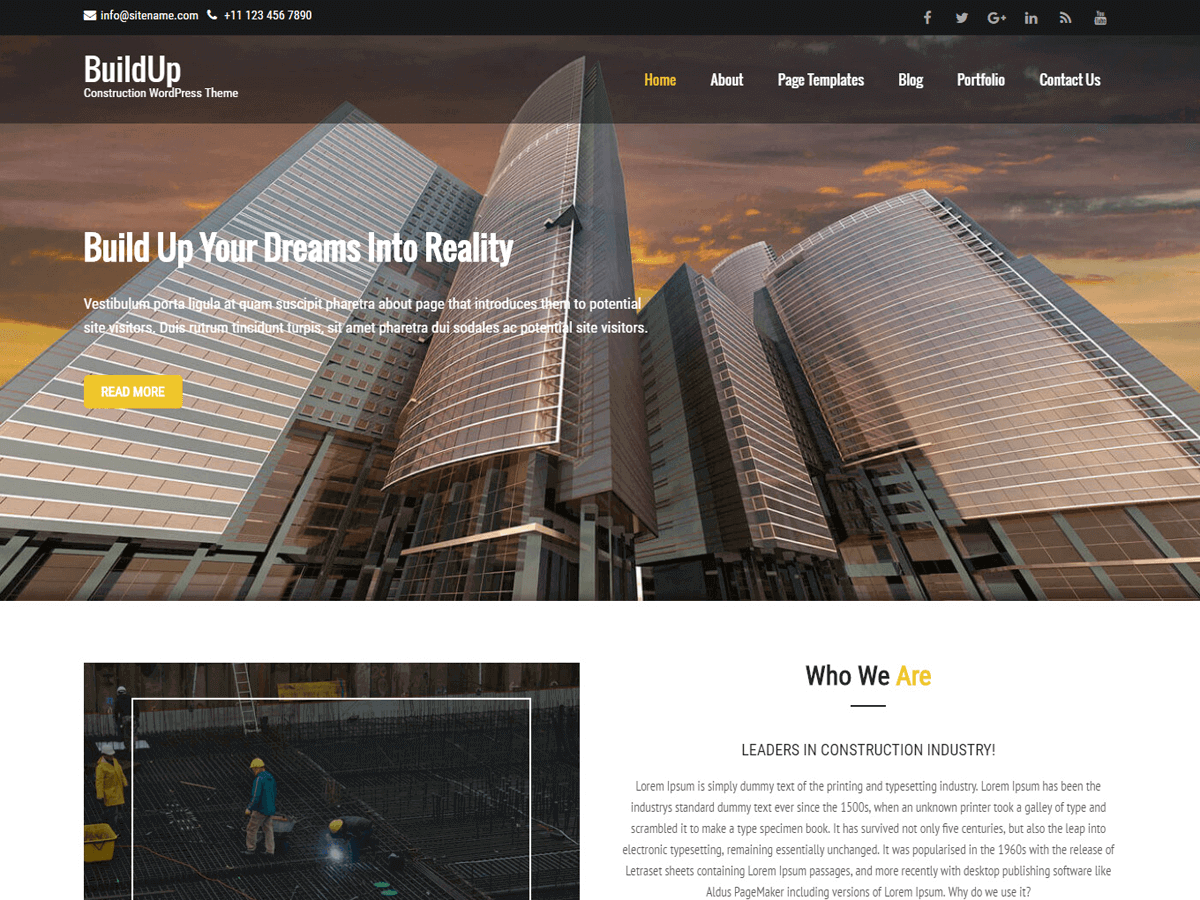 info@sitename.com +11 123 456 7890
BuildUp
Construction WordPress Theme
Home About Page Templates Blog Portfolio Contact Us
Build Up Your Dreams Into Reality
Vestibulum porta ligula at quam suscipit pharetra about page that introduces them to potential
site visitors. Duis rutrum tincidunt turpis, sit amet pharetra dui sodales ac potential site visitors.
READ MORE
Who We Are
LEADERS IN CONSTRUCTION INDUSTRY!
Lorem Ipsum is simply dummy text of the printing and typesetting industry. Lorem Ipsum has been the
industrys standard dummy text ever since the 1500s, when an unknown printer took a galley of type and
scrambled it to make a type specimen book. It has survived not only five centuries, but also the leap into
electronic typesetting, remaining essentially unchanged. It was popularised in the 1960s with the release of
Letraset sheets containing Lorem Ipsum passages, and more recently with desktop publishing software like
Aldus PageMaker including versions of Lorem Ipsum. Why do we use it?